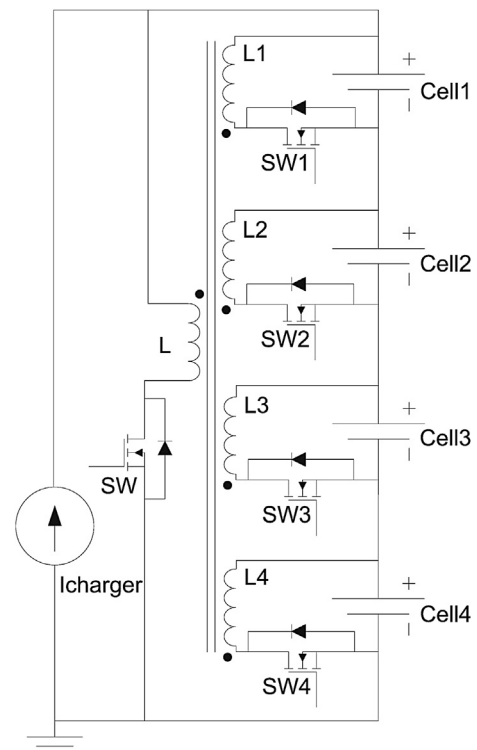 L1
+
Cell1
−
SW1
L2
+
Cell2
−
SW2
L
L3
+
Cell3
−
SW3
SW
Icharger
L4
+
Cell4
−
SW4